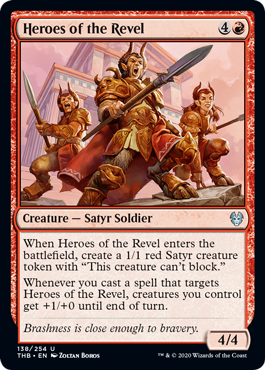 Heroes of the Revel 4
Creature — Satyr Soldier
When Heroes of the Revel enters the
battlefield, create a 1/1 red Satyr creature
token with “This creature can’t block.”
Whenever you cast a spell that targets
Heroes of the Revel, creatures you control
get +1/+0 until end of turn.
Brashness is close enough to bravery.
4/4
138/254 U
THB • EN Zoltan Boros
™ & © 2020 Wizards of the Coast